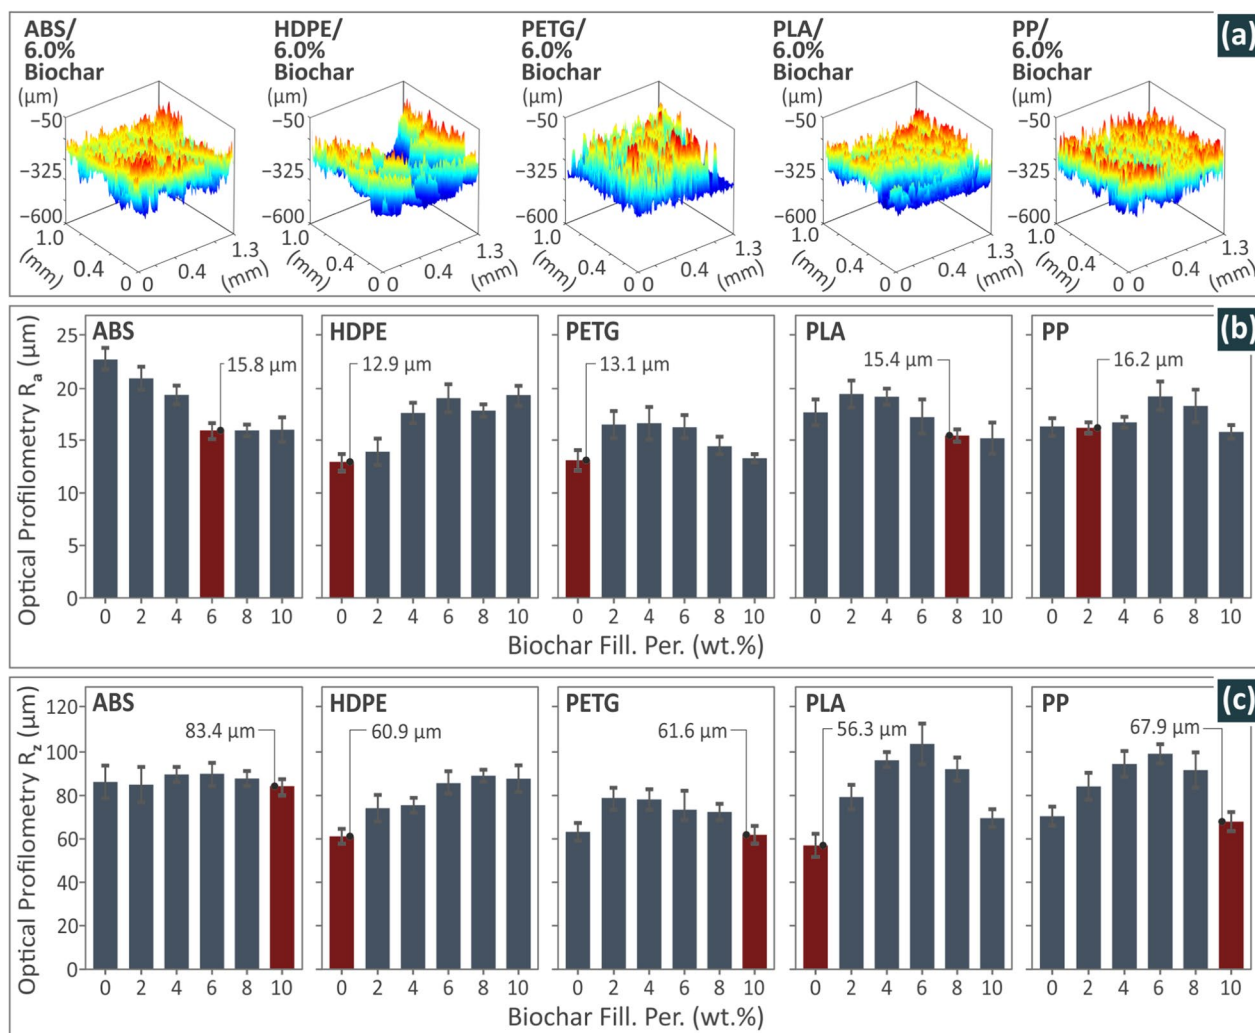 ABS/
6.0%
Biochar
(µm)
−50
−325
−600
1.0
0.4
(mm)
0
0
0.4
1.3
(mm)
HDPE/
6.0%
Biochar
(µm)
−50
−325
−600
1.0
0.4
(mm)
0
0
0.4
1.3
(mm)
PETG/
6.0%
Biochar
(µm)
−50
−325
−600
1.0
0.4
(mm)
0
0
0.4
1.3
(mm)
PLA/
6.0%
Biochar
(µm)
−50
−325
−600
1.0
0.4
(mm)
0
0
0.4
1.3
(mm)
PP/
6.0%
Biochar
(µm)
−50
−325
−600
1.0
0.4
(mm)
0
0
0.4
1.3
(mm)
(a)
(b)
Optical Profilometry Ra (µm)
25
20
15
10
5
0
ABS
15.8 µm
0 2 4 6 8 10
HDPE
12.9 µm
0 2 4 6 8 10
PETG
13.1 µm
0 2 4 6 8 10
PLA
15.4 µm
0 2 4 6 8 10
PP
16.2 µm
0 2 4 6 8 10
Biochar Fill. Per. (wt.%)
(c)
Optical Profilometry Rz (µm)
120
100
80
60
40
20
0
ABS
83.4 µm
0 2 4 6 8 10
HDPE
60.9 µm
0 2 4 6 8 10
PETG
61.6 µm
0 2 4 6 8 10
PLA
56.3 µm
0 2 4 6 8 10
PP
67.9 µm
0 2 4 6 8 10
Biochar Fill. Per. (wt.%)